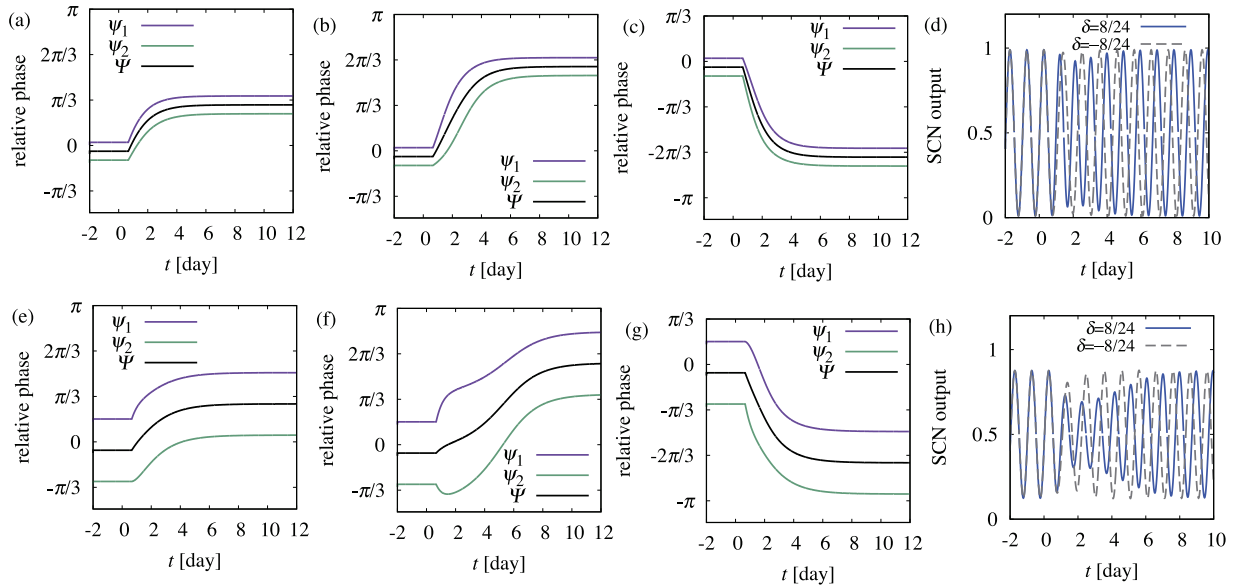 (a)
relative phase
π
2π/3
π/3
0
-π/3
ψ1
ψ2
Ψ
-2 0 2 4 6 8 10 12
t [day]
(b)
relative phase
π
2π/3
π/3
0
-π/3
ψ1
ψ2
Ψ
-2 0 2 4 6 8 10 12
t [day]
(c)
relative phase
π/3
0
-π/3
-2π/3
-π
ψ1
ψ2
Ψ
-2 0 2 4 6 8 10 12
t [day]
(d)
SCN output
1
0.5
0
δ=8/24
δ=−8/24
-2 0 2 4 6 8 10
t [day]
(e)
relative phase
π
2π/3
π/3
0
-π/3
ψ1
ψ2
Ψ
-2 0 2 4 6 8 10 12
t [day]
(f)
relative phase
π
2π/3
π/3
0
-π/3
ψ1
ψ2
Ψ
-2 0 2 4 6 8 10 12
t [day]
(g)
relative phase
π/3
0
-π/3
-2π/3
-π
ψ1
ψ2
Ψ
-2 0 2 4 6 8 10 12
t [day]
(h)
SCN output
1
0.5
0
δ=8/24
δ=−8/24
-2 0 2 4 6 8 10
t [day]